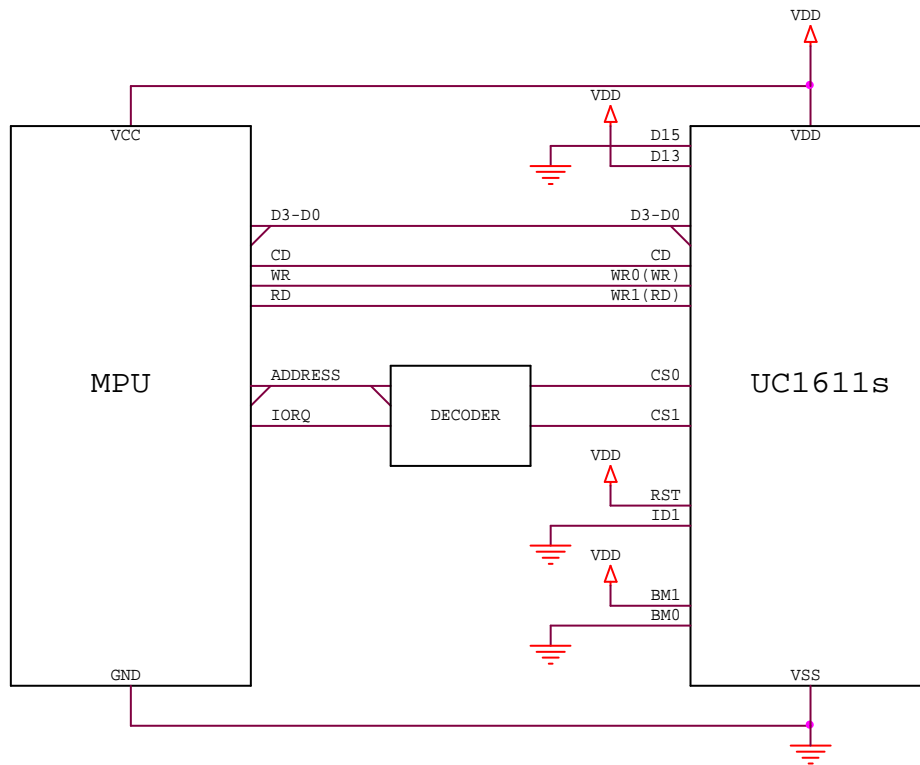 VDD
VDD
VCC
VDD
D15
D13
D3-D0
D3-D0
CD
CD
WR
WR0(WR)
RD
WR1(RD)
MPU
ADDRESS
CS0
UC1611s
IORQ
DECODER
CS1
VDD
RST
ID1
VDD
BM1
BM0
GND
VSS